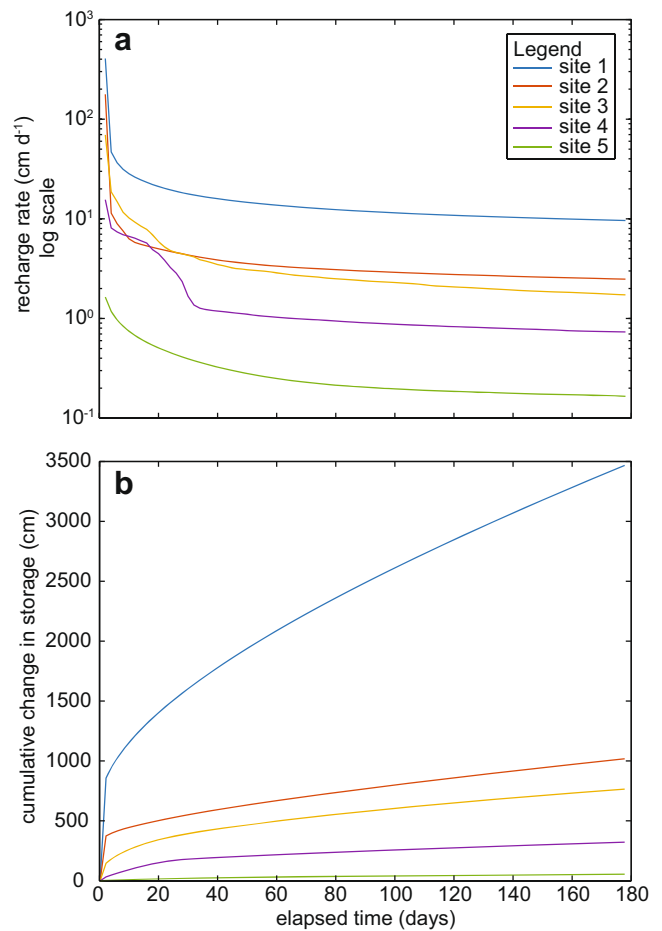 a
Legend
site 1
site 2
site 3
site 4
site 5
recharge rate (cm d⁻¹)
log scale
10³
10²
10¹
10⁰
10⁻¹
b
cumulative change in storage (cm)
3500
3000
2500
2000
1500
1000
500
0
0 20 40 60 80 100 120 140 160 180
elapsed time (days)